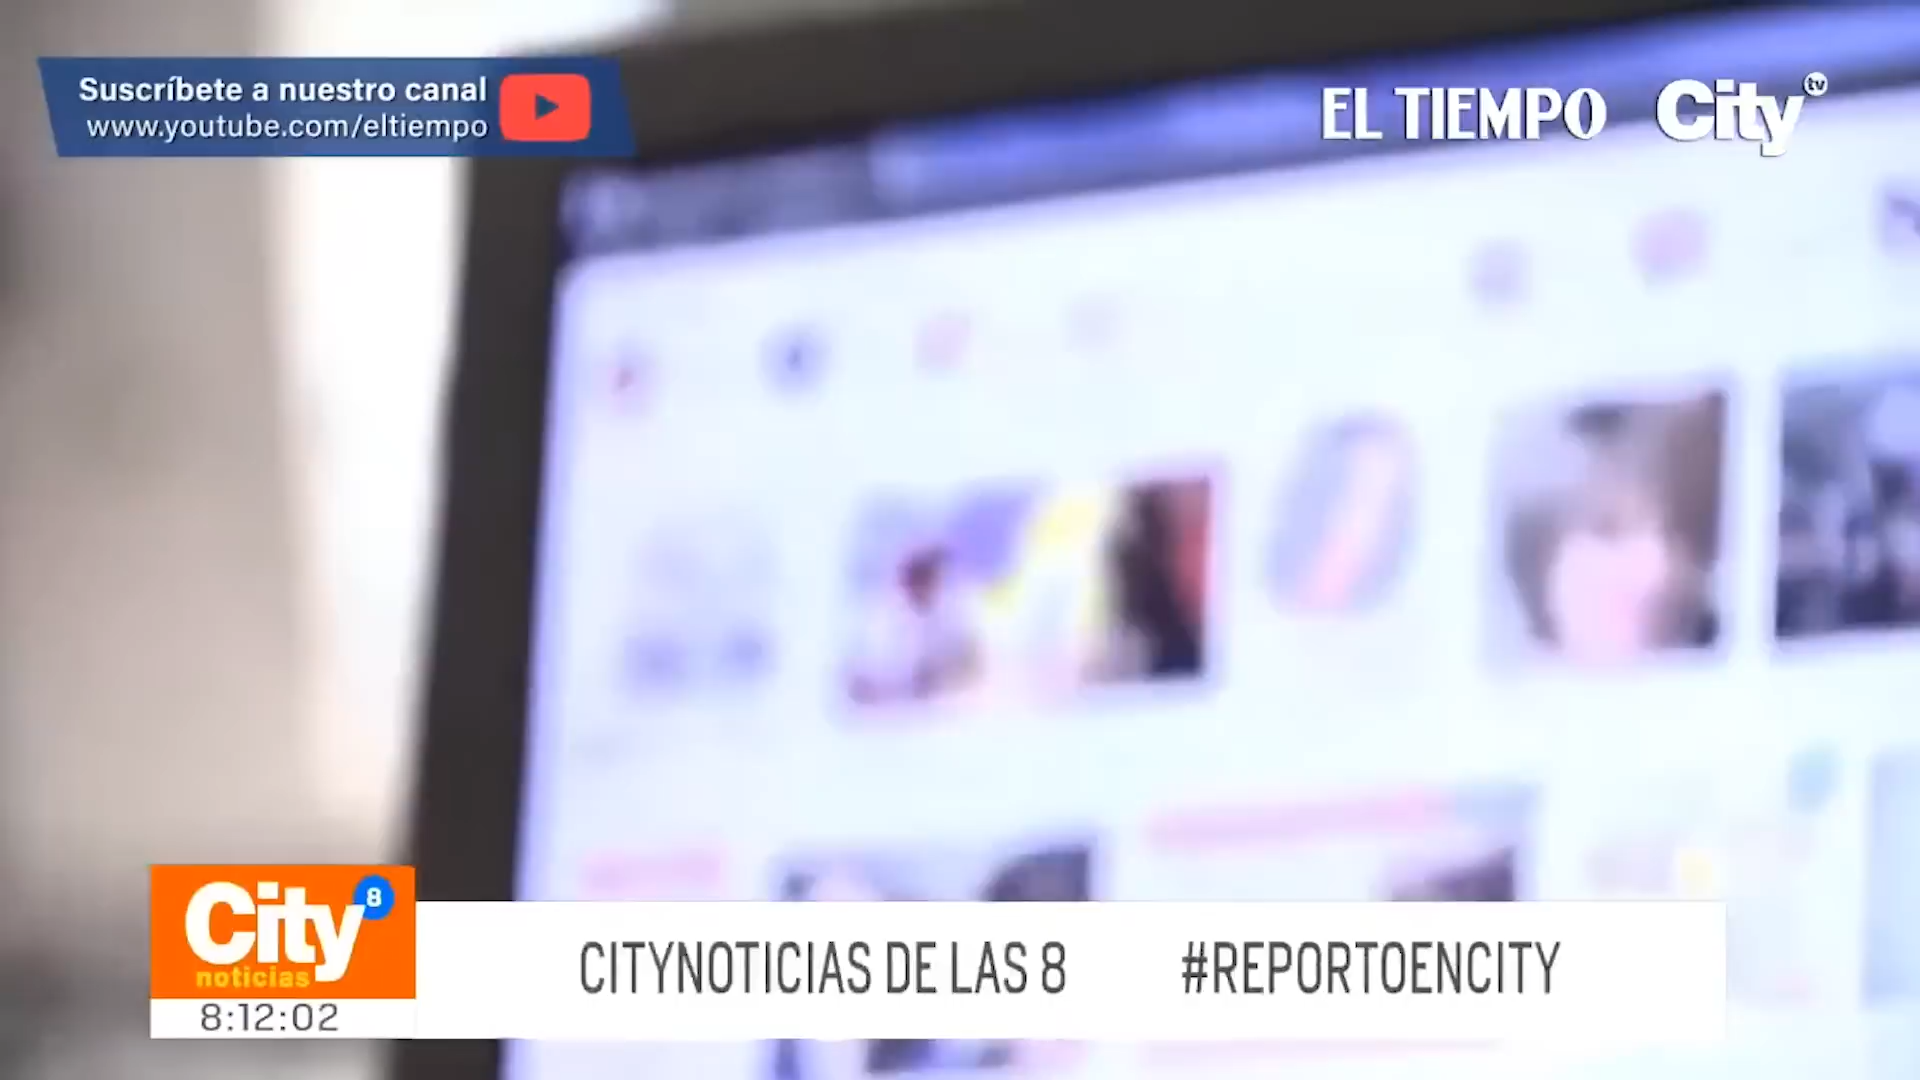 Suscríbete a nuestro canal
www.youtube.com/eltiempo
EL TIEMPO City tv
City 8
noticias
8:12:02
CITYNOTICIAS DE LAS 8 #REPORTOENCITY